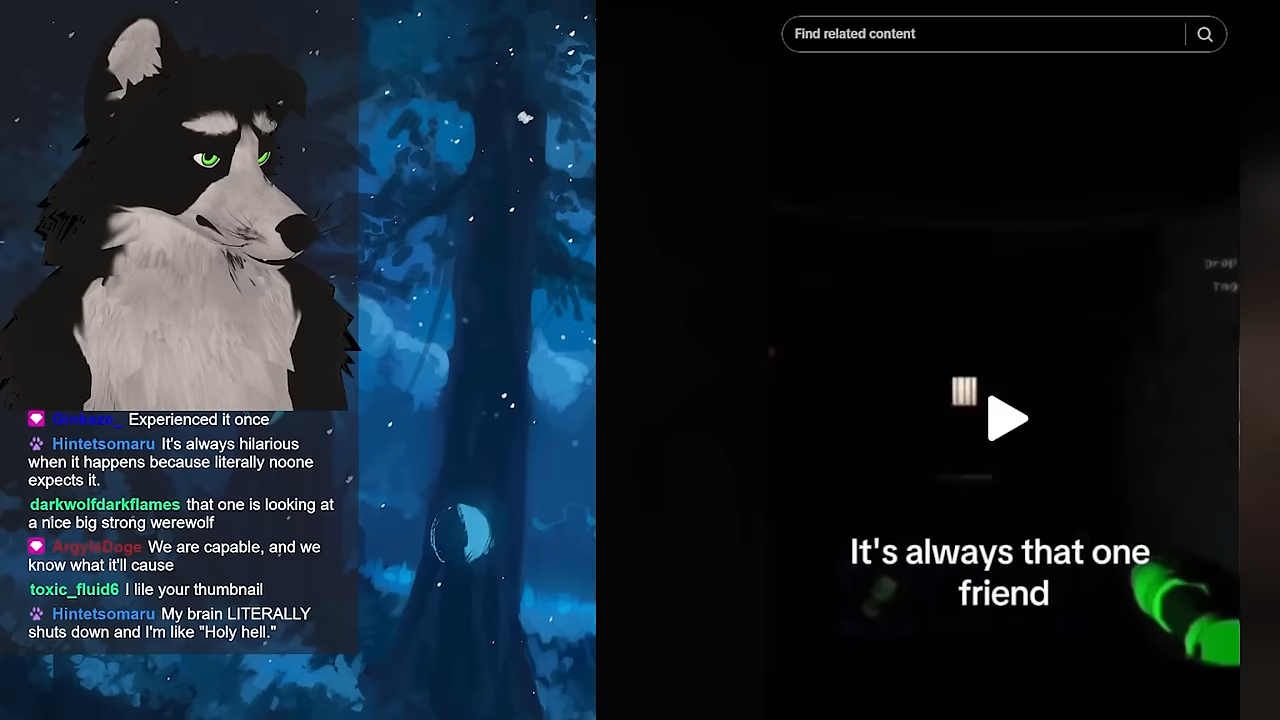 Find related content
Experienced it once
Hintetsomaru It's always hilarious
when it happens because literally noone
expects it.
darkwolfdarkflames that one is looking at
a nice big strong werewolf
ArgyleDoge We are capable, and we
know what it'll cause
toxic_fluid6 I lile your thumbnail
Hintetsomaru My brain LITERALLY
shuts down and I'm like "Holy hell."
It's always that one
friend